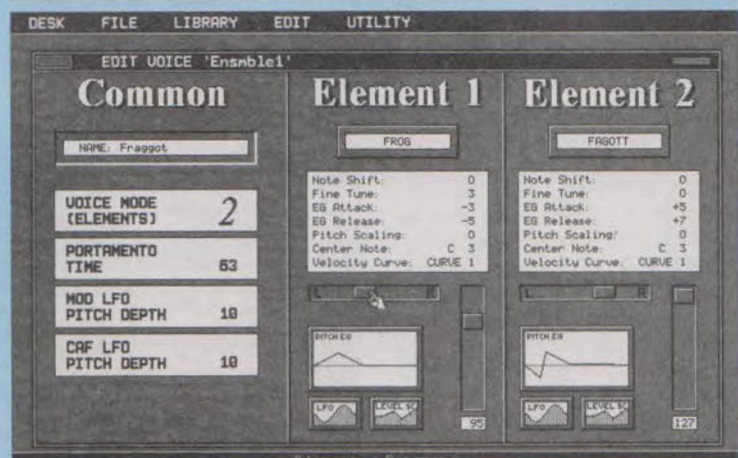 DESK FILE LIBRARY EDIT UTILITY
EDIT VOICE 'Ensmble1'
Common
NAME: Fraggot
VOICE MODE
(ELEMENTS) 2
PORTAMENTO
TIME 63
MOD LFO
PITCH DEPTH 10
CAF LFO
PITCH DEPTH 10
Element 1
FROG
Note Shift: 0
Fine Tune: 3
EG Attack: -3
EG Release: -5
Pitch Scaling: 0
Center Note: C 3
Velocity Curve: CURVE 1
L R
PITCH EG
LFO LEVEL SC
95
Element 2
FAGOTT
Note Shift: 0
Fine Tune: 0
EG Attack: +5
EG Release: +7
Pitch Scaling: 0
Center Note: C 3
Velocity Curve: CURVE 1
L R
PITCH EG
LFO LEVEL SC
127